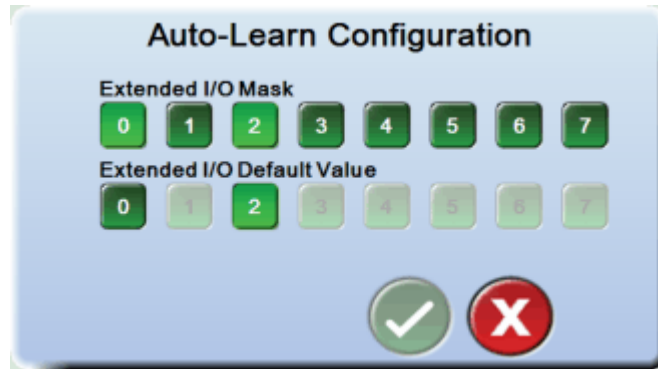 Auto-Learn Configuration
Extended I/O Mask
0 1 2 3 4 5 6 7
Extended I/O Default Value
0 1 2 3 4 5 6 7
X